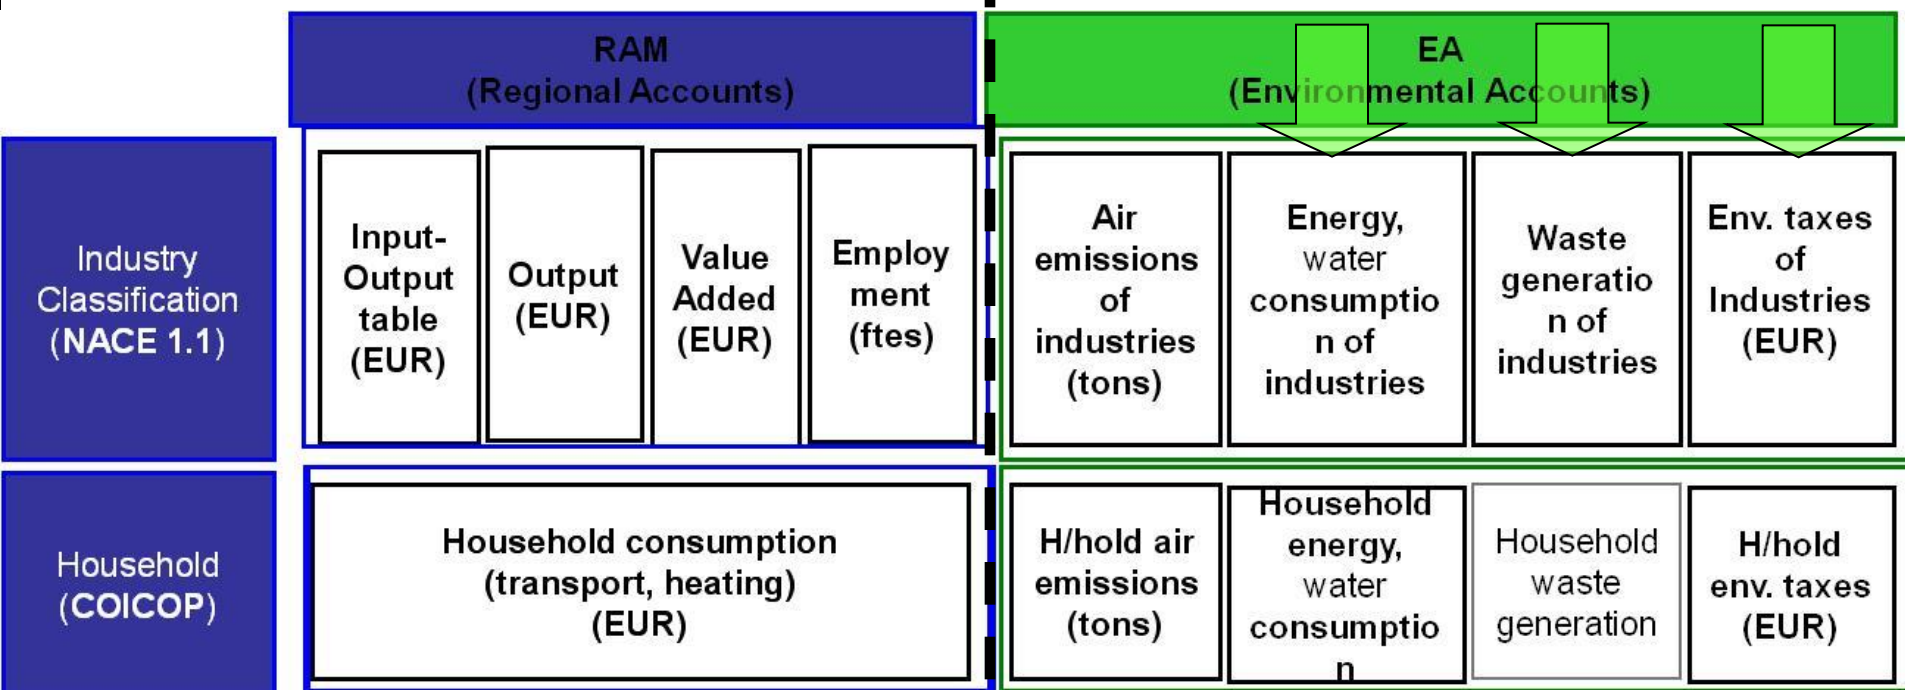 RAM
(Regional Accounts)
EA
(Environmental Accounts)
Industry
Classification
(NACE 1.1)
Input-
Output
table
(EUR)
Output
(EUR)
Value
Added
(EUR)
Employ
ment
(ftes)
Air
emissions
of
industries
(tons)
Energy,
water
consumptio
n of
industries
Waste
generatio
n of
industries
Env. taxes
of
Industries
(EUR)
Household
(COICOP)
Household consumption
(transport, heating)
(EUR)
H/hold air
emissions
(tons)
Household
energy,
water
consumptio
n
Household
waste
generation
H/hold
env. taxes
(EUR)